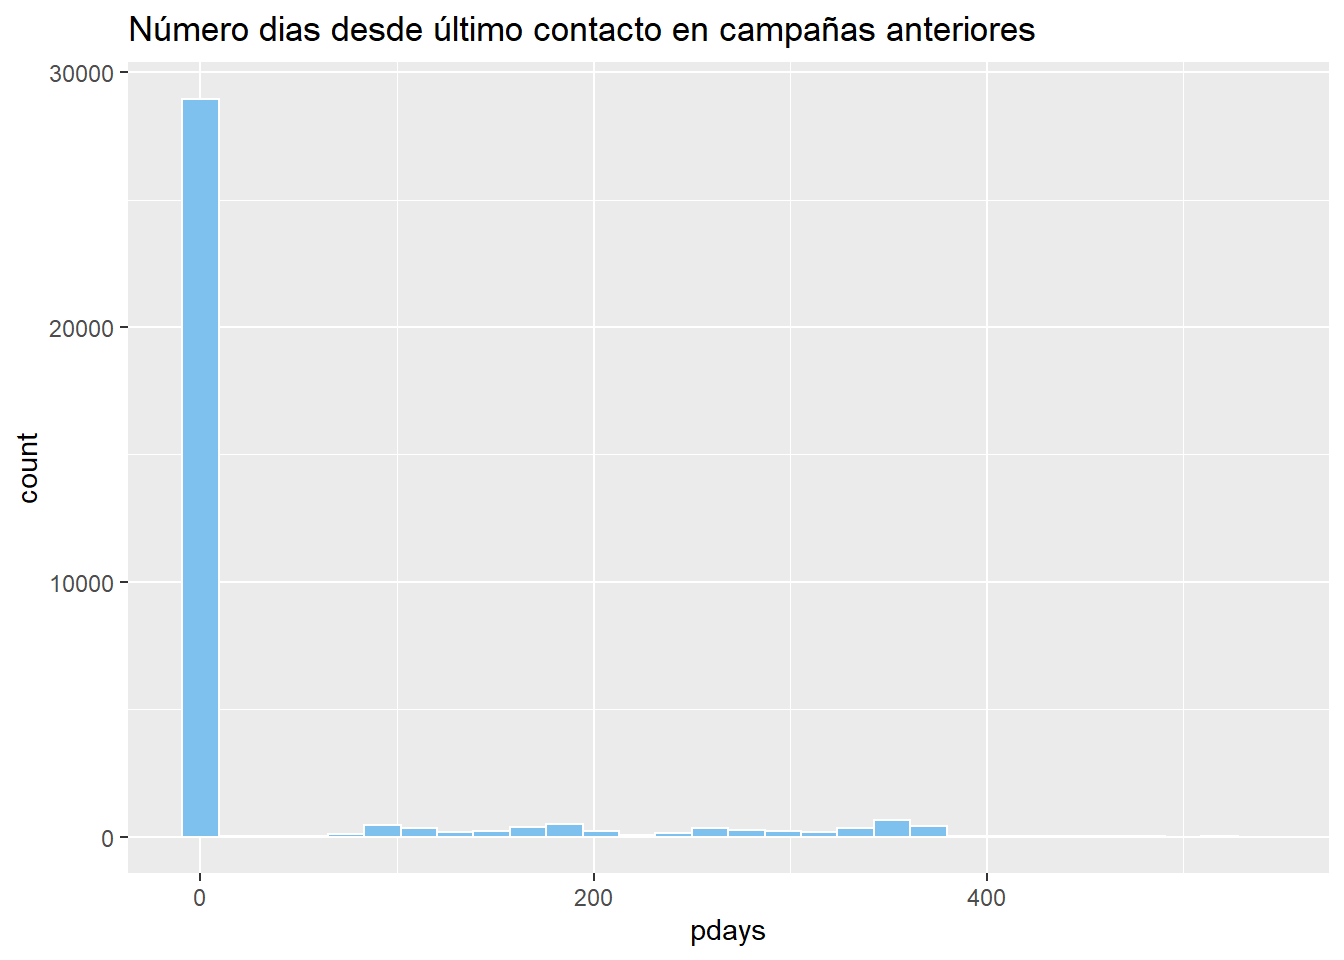 Número dias desde último contacto en campañas anteriores
30000
20000
10000
0
count
0 200 400
pdays